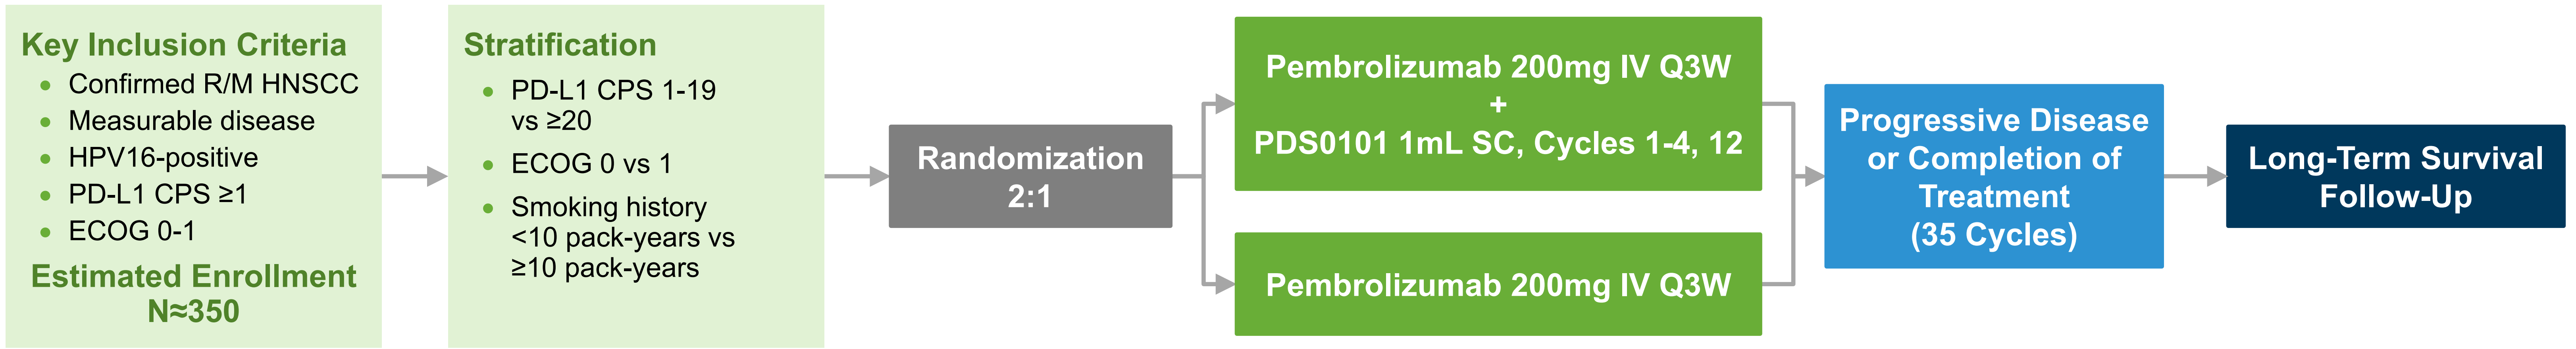 Key Inclusion Criteria
• Confirmed R/M HNSCC
• Measurable disease
• HPV16-positive
• PD-L1 CPS ≥1
• ECOG 0-1
Estimated Enrollment
N≈350
Stratification
• PD-L1 CPS 1-19
vs ≥20
• ECOG 0 vs 1
• Smoking history
<10 pack-years vs
≥10 pack-years
Randomization
2:1
Pembrolizumab 200mg IV Q3W
+
PDS0101 1mL SC, Cycles 1-4, 12
Pembrolizumab 200mg IV Q3W
Progressive Disease
or Completion of
Treatment
(35 Cycles)
Long-Term Survival
Follow-Up